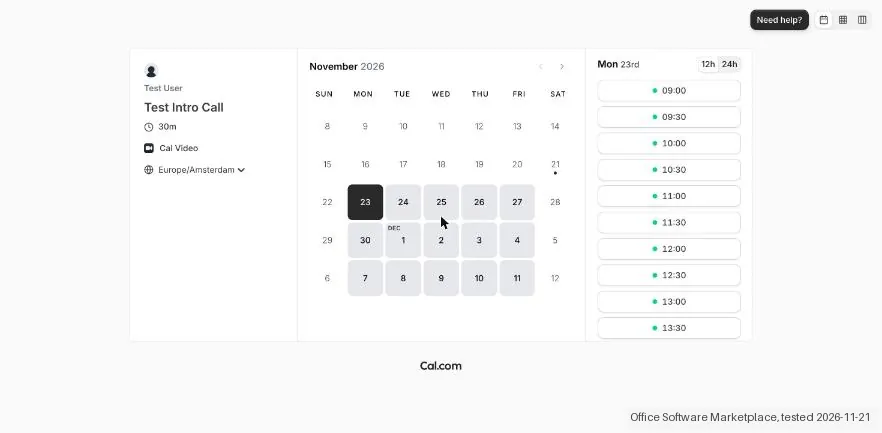 Need help?
Test User
Test Intro Call
30m
Cal Video
Europe/Amsterdam
November 2026
SUN MON TUE WED THU FRI SAT
8 9 10 11 12 13 14
15 16 17 18 19 20 21
22 23 24 25 26 27 28
DEC
29 30 1 2 3 4 5
6 7 8 9 10 11 12
Mon 23rd
12h 24h
09:00
09:30
10:00
10:30
11:00
11:30
12:00
12:30
13:00
13:30
Cal.com
Office Software Marketplace, tested 2026-11-21